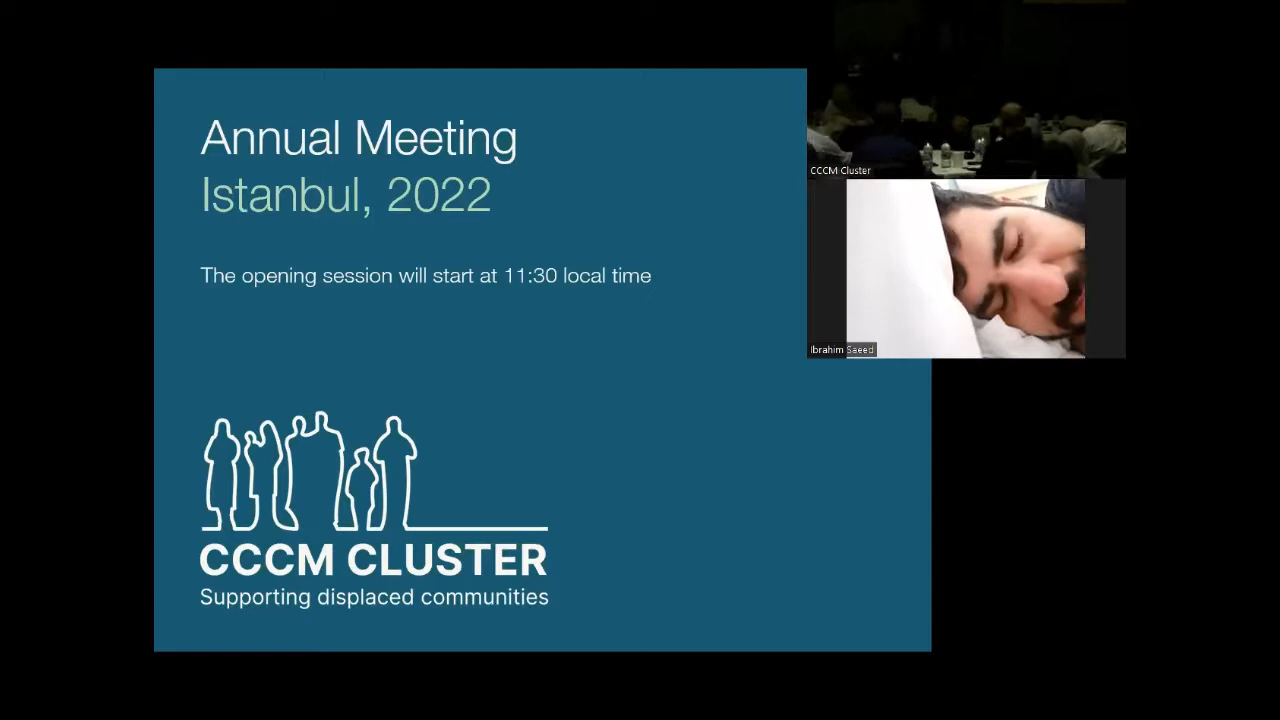 Annual Meeting
Istanbul, 2022
The opening session will start at 11:30 local time
CCCM CLUSTER
Supporting displaced communities
CCCM Cluster
Ibrahim Saeed